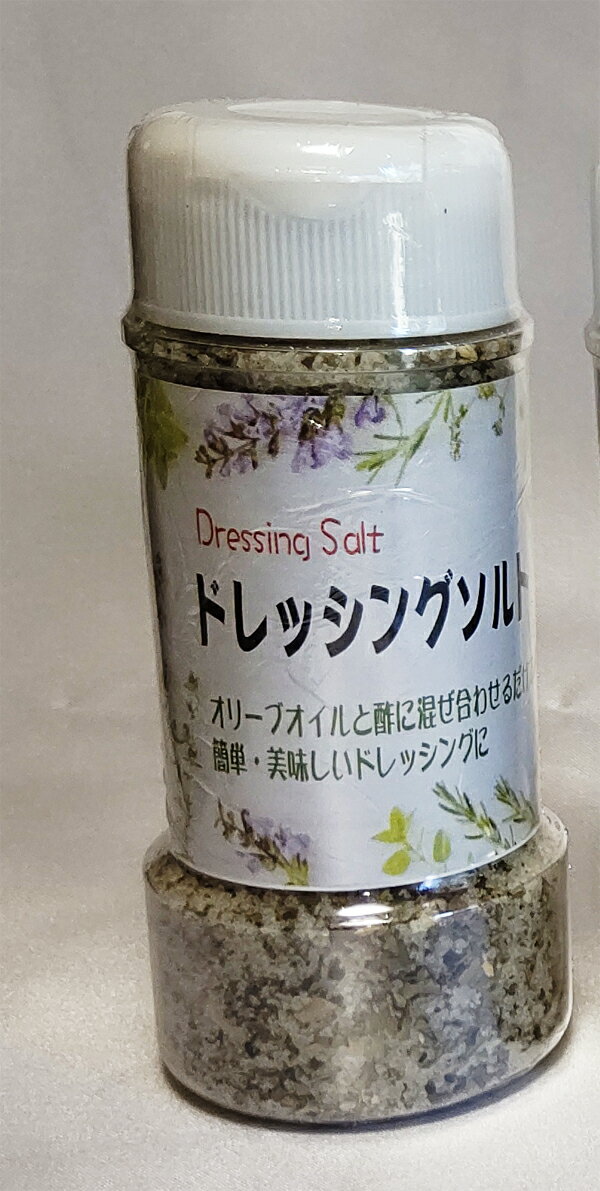 Dressing Salt
ドレッシングソルト
オリーブオイルと酢に混ぜ合わせるだけ
簡単・美味しいドレッシングに